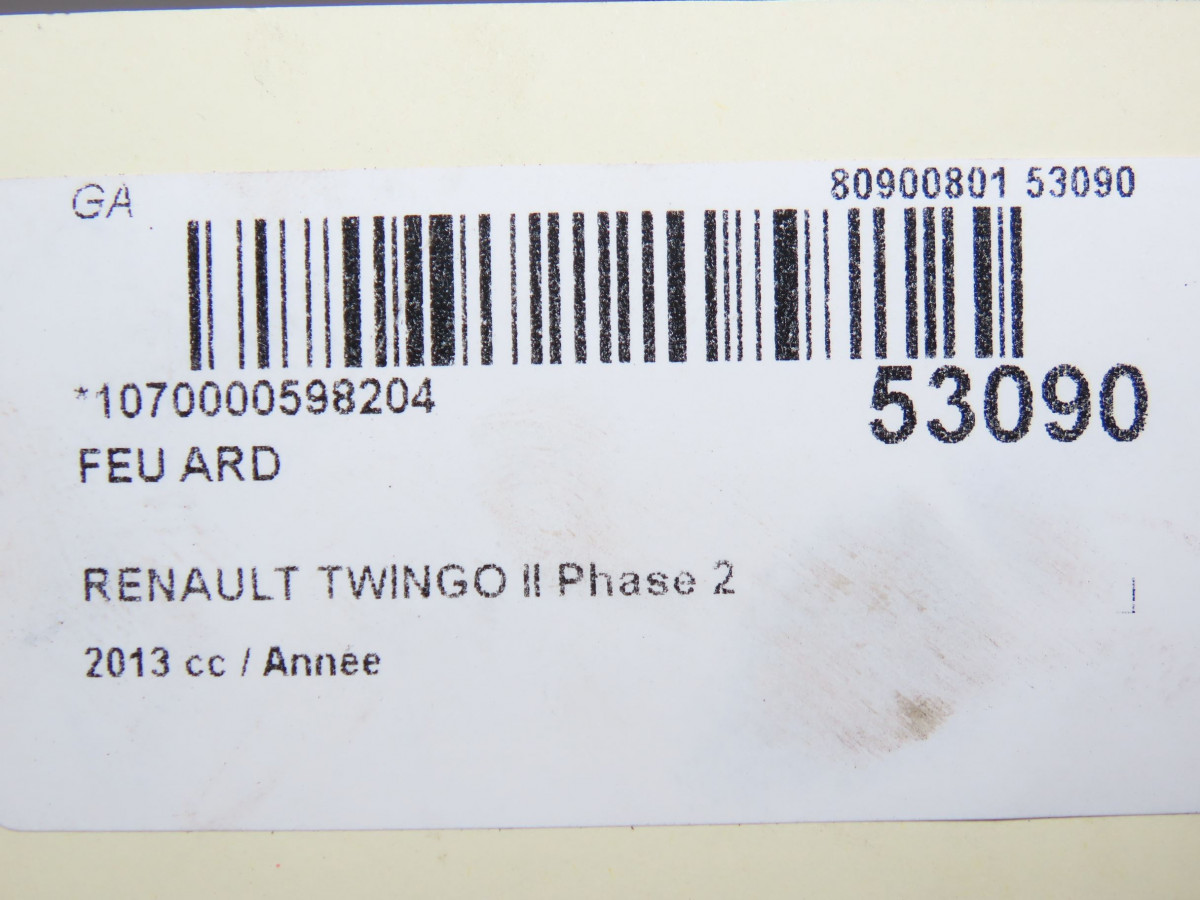 GA
80900801 53090
*1070000598204
53090
FEU ARD
RENAULT TWINGO II Phase 2
2013 cc / Année